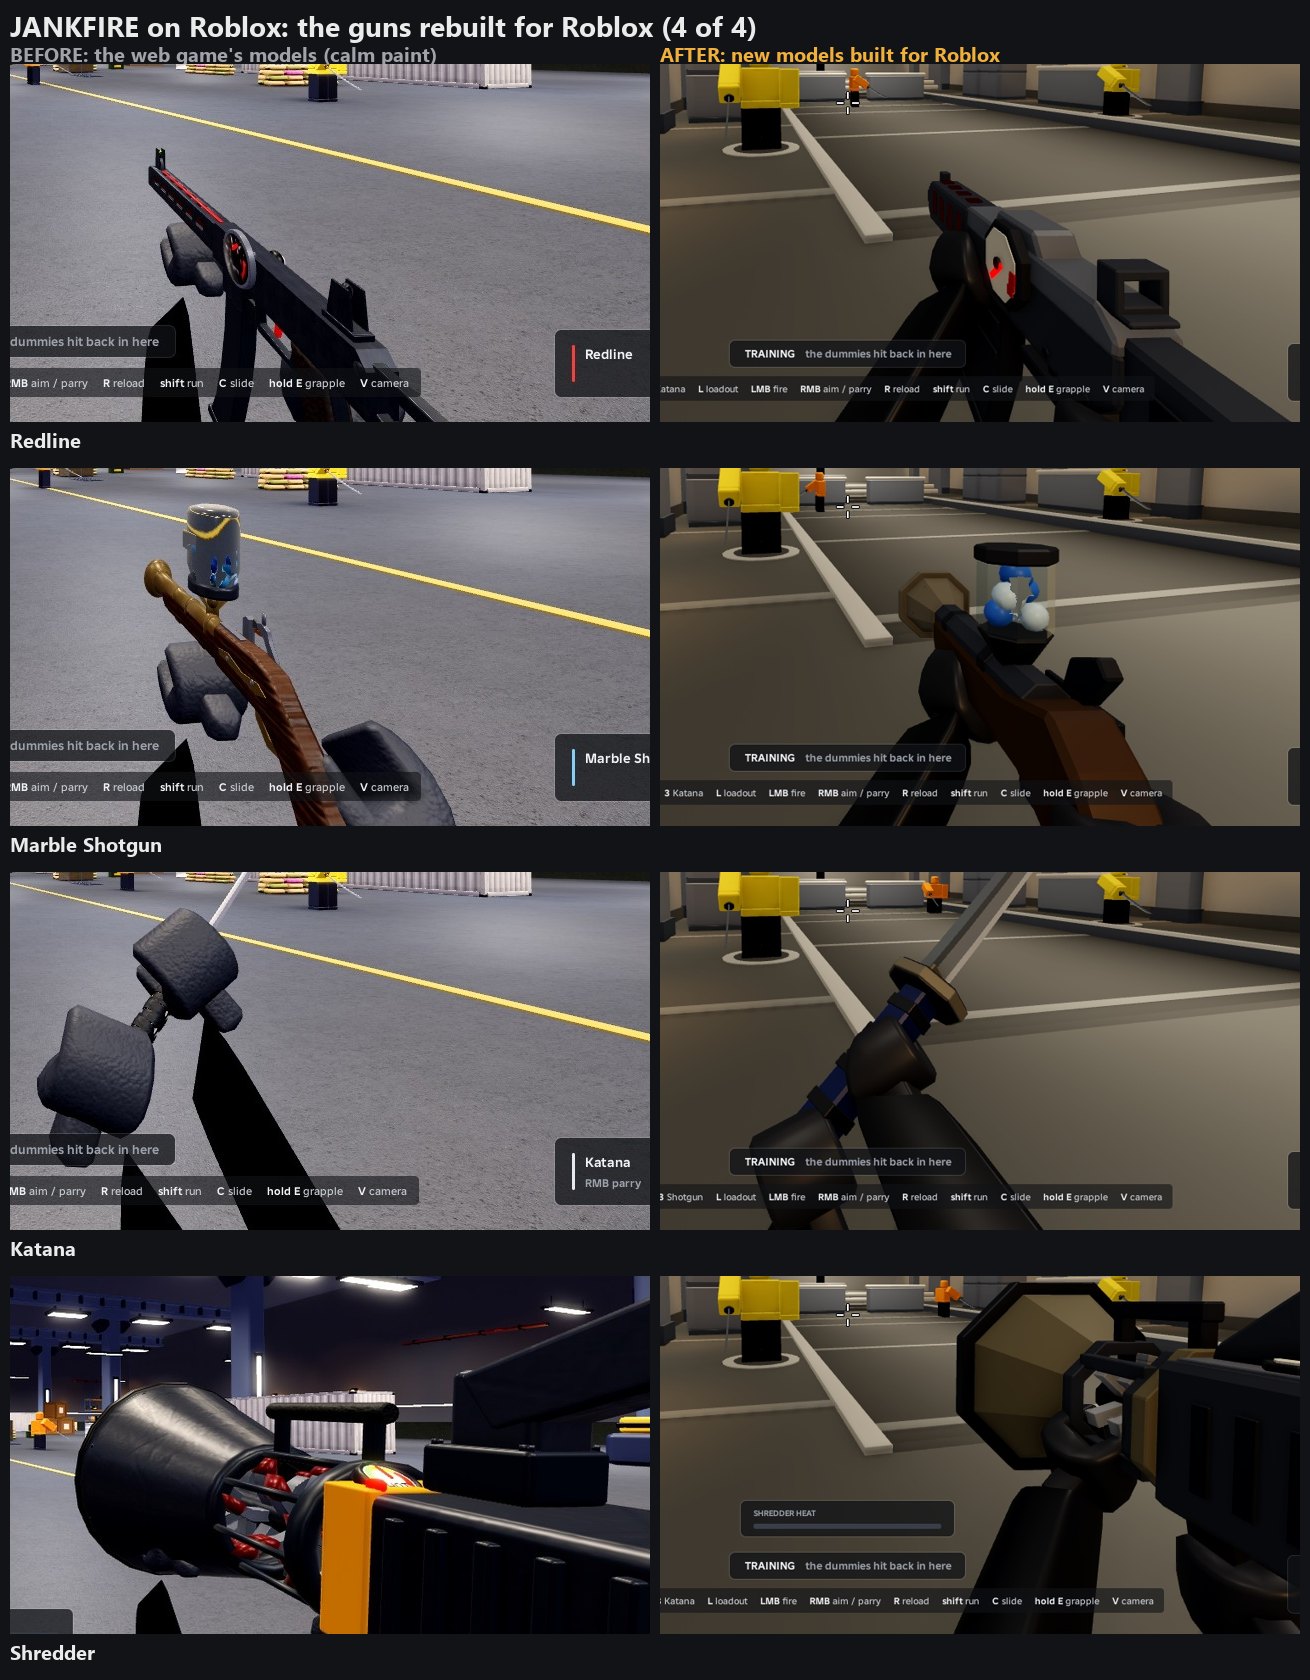 JANKFIRE on Roblox: the guns rebuilt for Roblox (4 of 4)
BEFORE: the web game's models (calm paint)
AFTER: new models built for Roblox
dummies hit back in here
Redline
MB aim / parry R reload shift run C slide hold E grapple V camera
TRAINING the dummies hit back in here
atana L loadout LMB fire RMB aim / parry R reload shift run C slide hold E grapple V camera
Redline
dummies hit back in here
Marble Sh
MB aim / parry R reload shift run C slide hold E grapple V camera
TRAINING the dummies hit back in here
3 Katana L loadout LMB fire RMB aim / parry R reload shift run C slide hold E grapple V camera
Marble Shotgun
dummies hit back in here
Katana
RMB parry
MB aim / parry R reload shift run C slide hold E grapple V camera
TRAINING the dummies hit back in here
3 Shotgun L loadout LMB fire RMB aim / parry R reload shift run C slide hold E grapple V camera
Katana
SHREDDER HEAT
TRAINING the dummies hit back in here
Katana L loadout LMB fire RMB aim / parry R reload shift run C slide hold E grapple V camera
Shredder